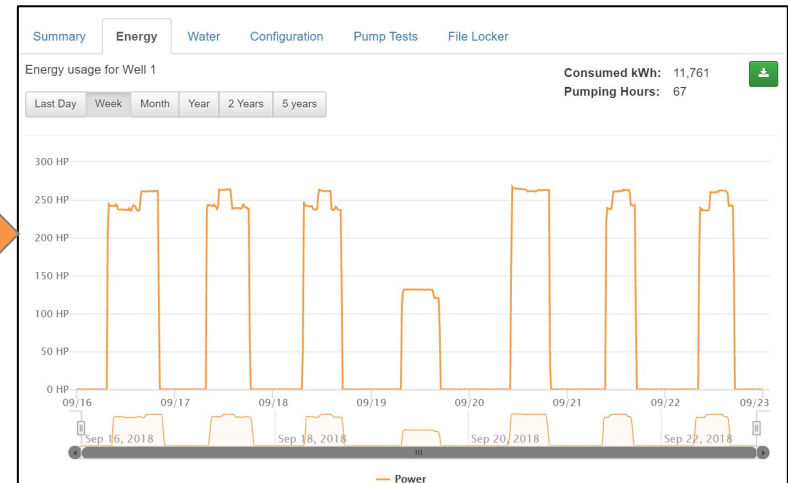 Summary Energy Water Configuration Pump Tests File Locker
Energy usage for Well 1
Consumed kWh: 11,761
Pumping Hours: 67
Last Day Week Month Year 2 Years 5 years
300 HP
250 HP
200 HP
150 HP
100 HP
50 HP
0 HP
09/16 09/17 09/18 09/19 09/20 09/21 09/22 09/23
Sep 16, 2018 Sep 18, 2018 Sep 20, 2018 Sep 22, 2018
Power